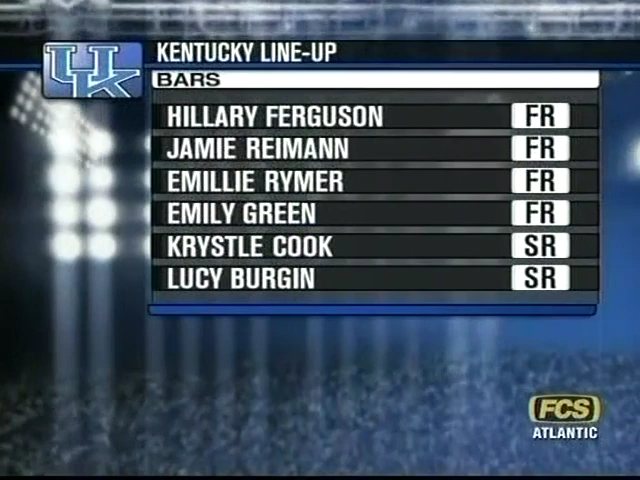 UK
KENTUCKY LINE-UP
BARS
HILLARY FERGUSON FR
JAMIE REIMANN FR
EMILLIE RYMER FR
EMILY GREEN FR
KRYSTLE COOK SR
LUCY BURGIN SR
FCS
ATLANTIC